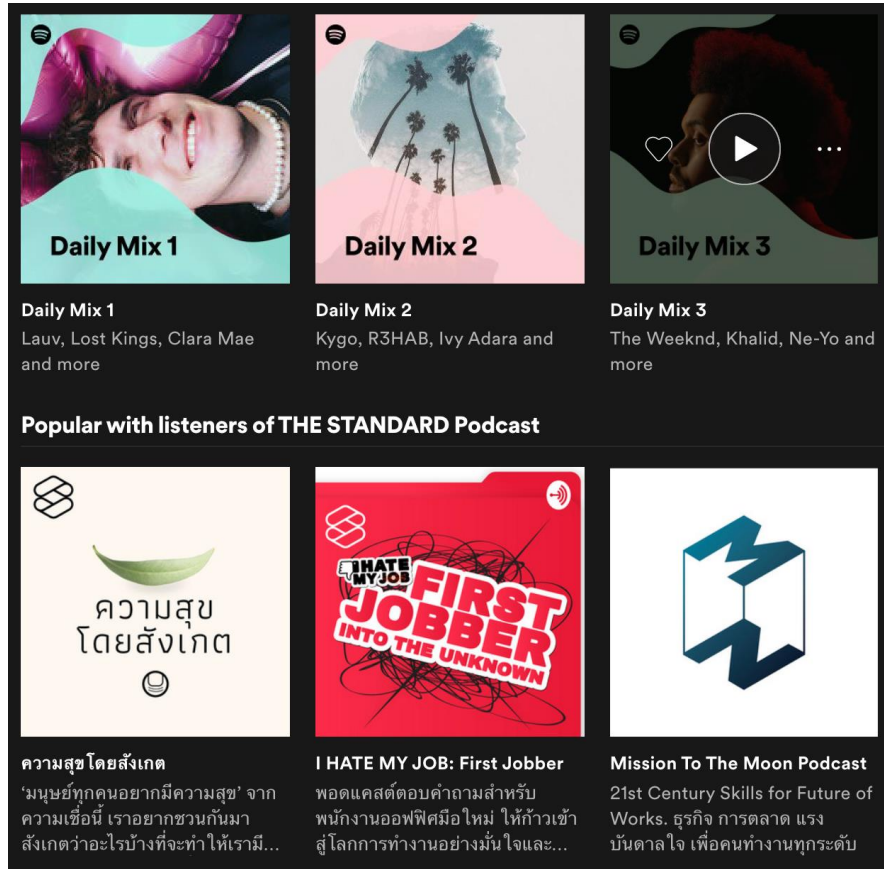 Daily Mix 1
Daily Mix 2
Daily Mix 3
Daily Mix 1
Lauv, Lost Kings, Clara Mae
and more
Daily Mix 2
Kygo, R3HAB, Ivy Adara and
more
Daily Mix 3
The Weeknd, Khalid, Ne-Yo and
more
Popular with listeners of THE STANDARD Podcast
ความสุข
โดยสังเกต
I HATE
MY JOB
FIRST
JOBBER
INTO THE UNKNOWN
ความสุขโดยสังเกต
‘มนุษย์ทุกคนอยากมีความสุข’ จาก
ความเชื่อนี้ เราอยากชวนกันมา
สังเกตว่าอะไรบ้างที่จะทำให้เรามี...
I HATE MY JOB: First Jobber
พอดแคสต์ตอบคำถามสำหรับ
พนักงานออฟฟิศมือใหม่ ให้ก้าวเข้า
สู่โลกการทำงานอย่างมั่นใจและ...
Mission To The Moon Podcast
21st Century Skills for Future of
Works. ธุรกิจ การตลาด แรง
บันดาลใจ เพื่อคนทำงานทุกระดับ